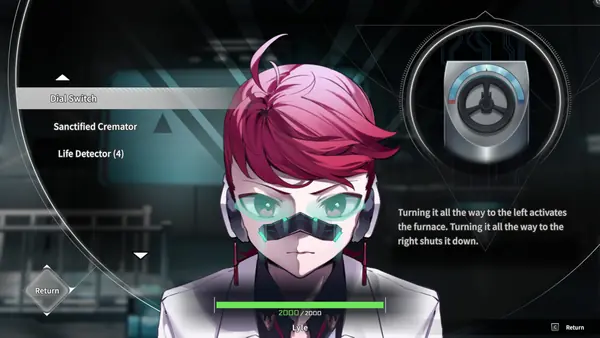 Dial Switch
Sanctified Cremator
Life Detector (4)
Turning it all the way to the left activates
the furnace. Turning it all the way to the
right shuts it down.
Return
2000/2000
Lyle
Return